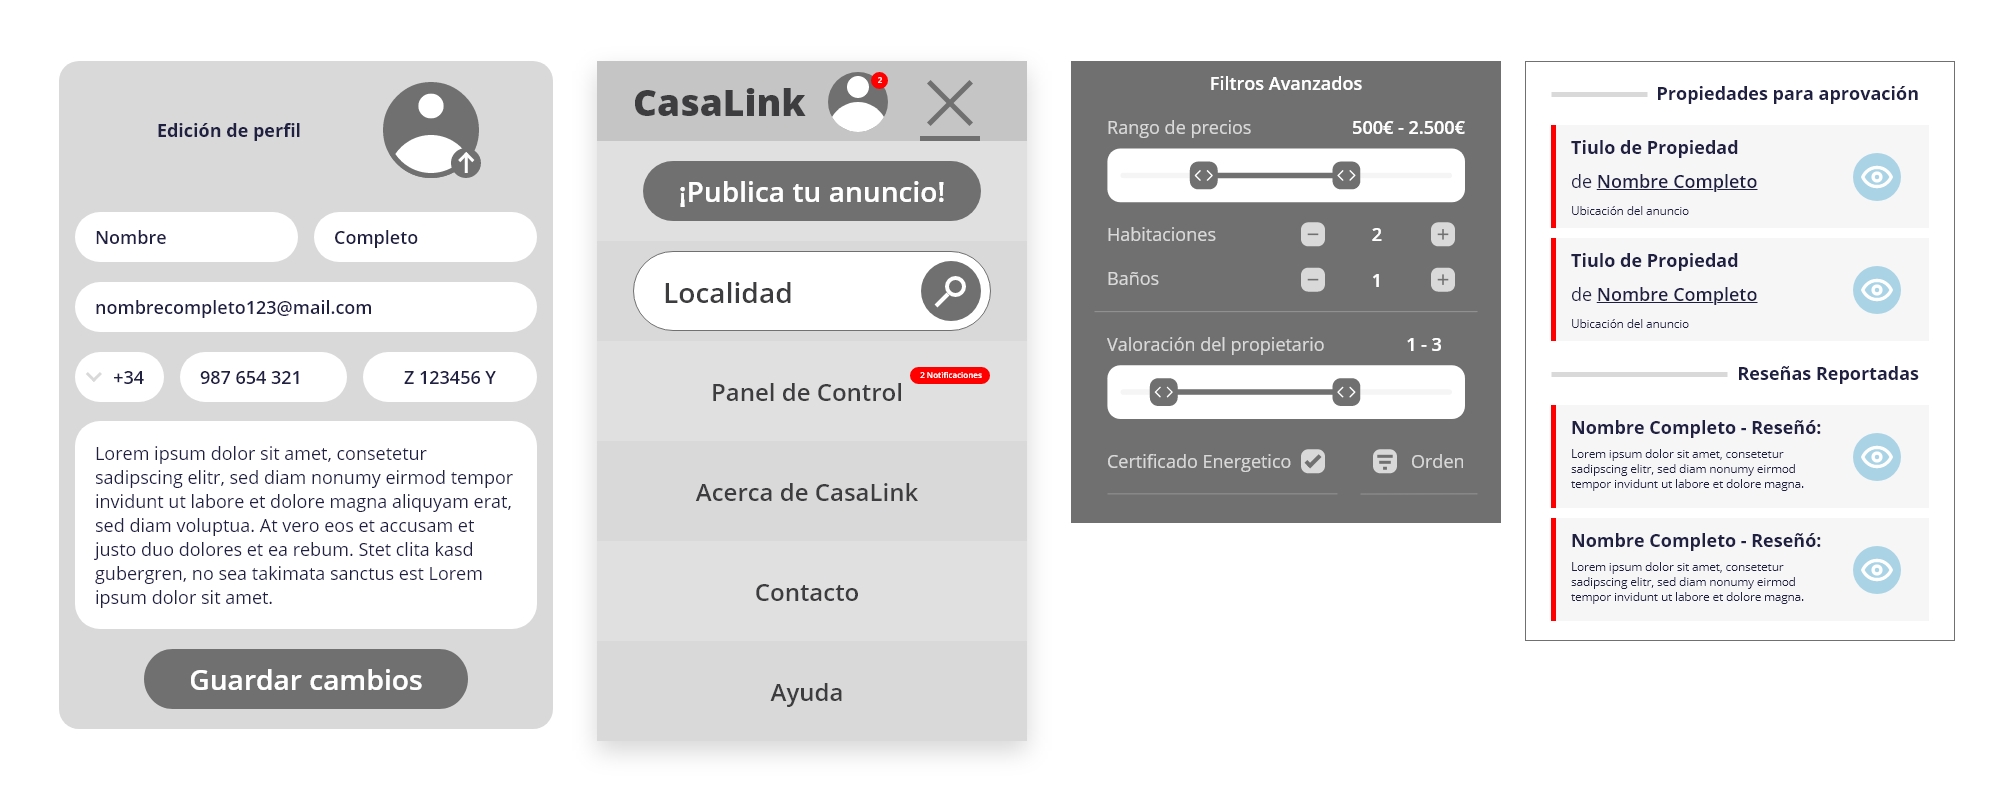 Edición de perfil
Nombre
Completo
nombrecompleto123@mail.com
+34
987 654 321
Z 123456 Y
Lorem ipsum dolor sit amet, consetetur
sadipscing elitr, sed diam nonumy eirmod tempor
invidunt ut labore et dolore magna aliquyam erat,
sed diam voluptua. At vero eos et accusam et
justo duo dolores et ea rebum. Stet clita kasd
gubergren, no sea takimata sanctus est Lorem
ipsum dolor sit amet.
Guardar cambios
CasaLink
2
¡Publica tu anuncio!
Localidad
Panel de Control
2 Notificaciones
Acerca de CasaLink
Contacto
Ayuda
Filtros Avanzados
Rango de precios 500€ - 2.500€
Habitaciones 2
Baños 1
Valoración del propietario 1 - 3
Certificado Energetico
Orden
Propiedades para aprovación
Tiulo de Propiedad
de Nombre Completo
Ubicación del anuncio
Tiulo de Propiedad
de Nombre Completo
Ubicación del anuncio
Reseñas Reportadas
Nombre Completo - Reseñó:
Lorem ipsum dolor sit amet, consetetur
sadipscing elitr, sed diam nonumy eirmod
tempor invidunt ut labore et dolore magna.
Nombre Completo - Reseñó:
Lorem ipsum dolor sit amet, consetetur
sadipscing elitr, sed diam nonumy eirmod
tempor invidunt ut labore et dolore magna.